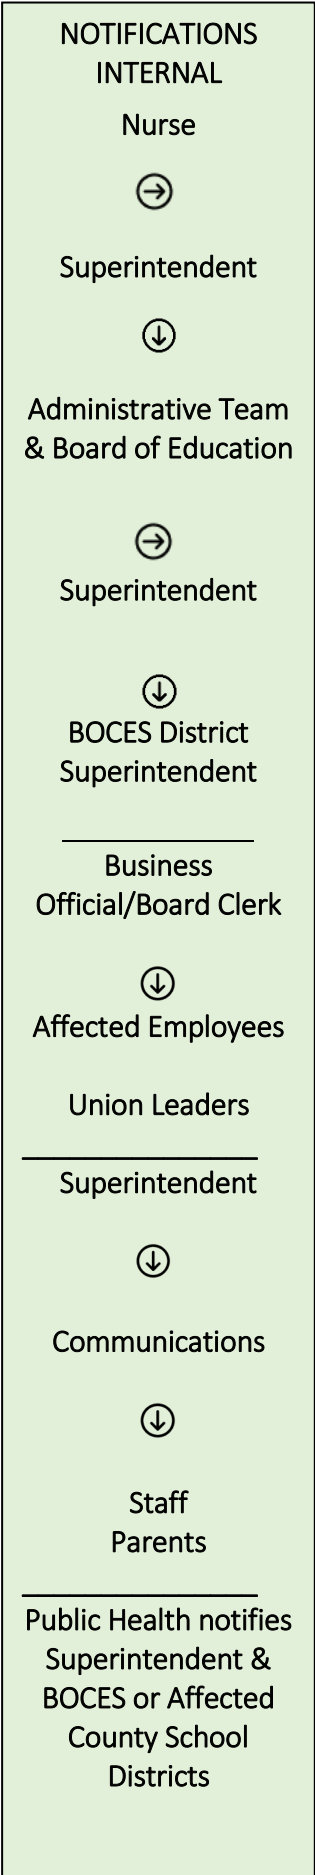 NOTIFICATIONS
INTERNAL
Nurse
Superintendent
Administrative Team
& Board of Education
Superintendent
BOCES District
Superintendent
Business
Official/Board Clerk
Affected Employees
Union Leaders
Superintendent
Communications
Staff
Parents
Public Health notifies
Superintendent &
BOCES or Affected
County School
Districts